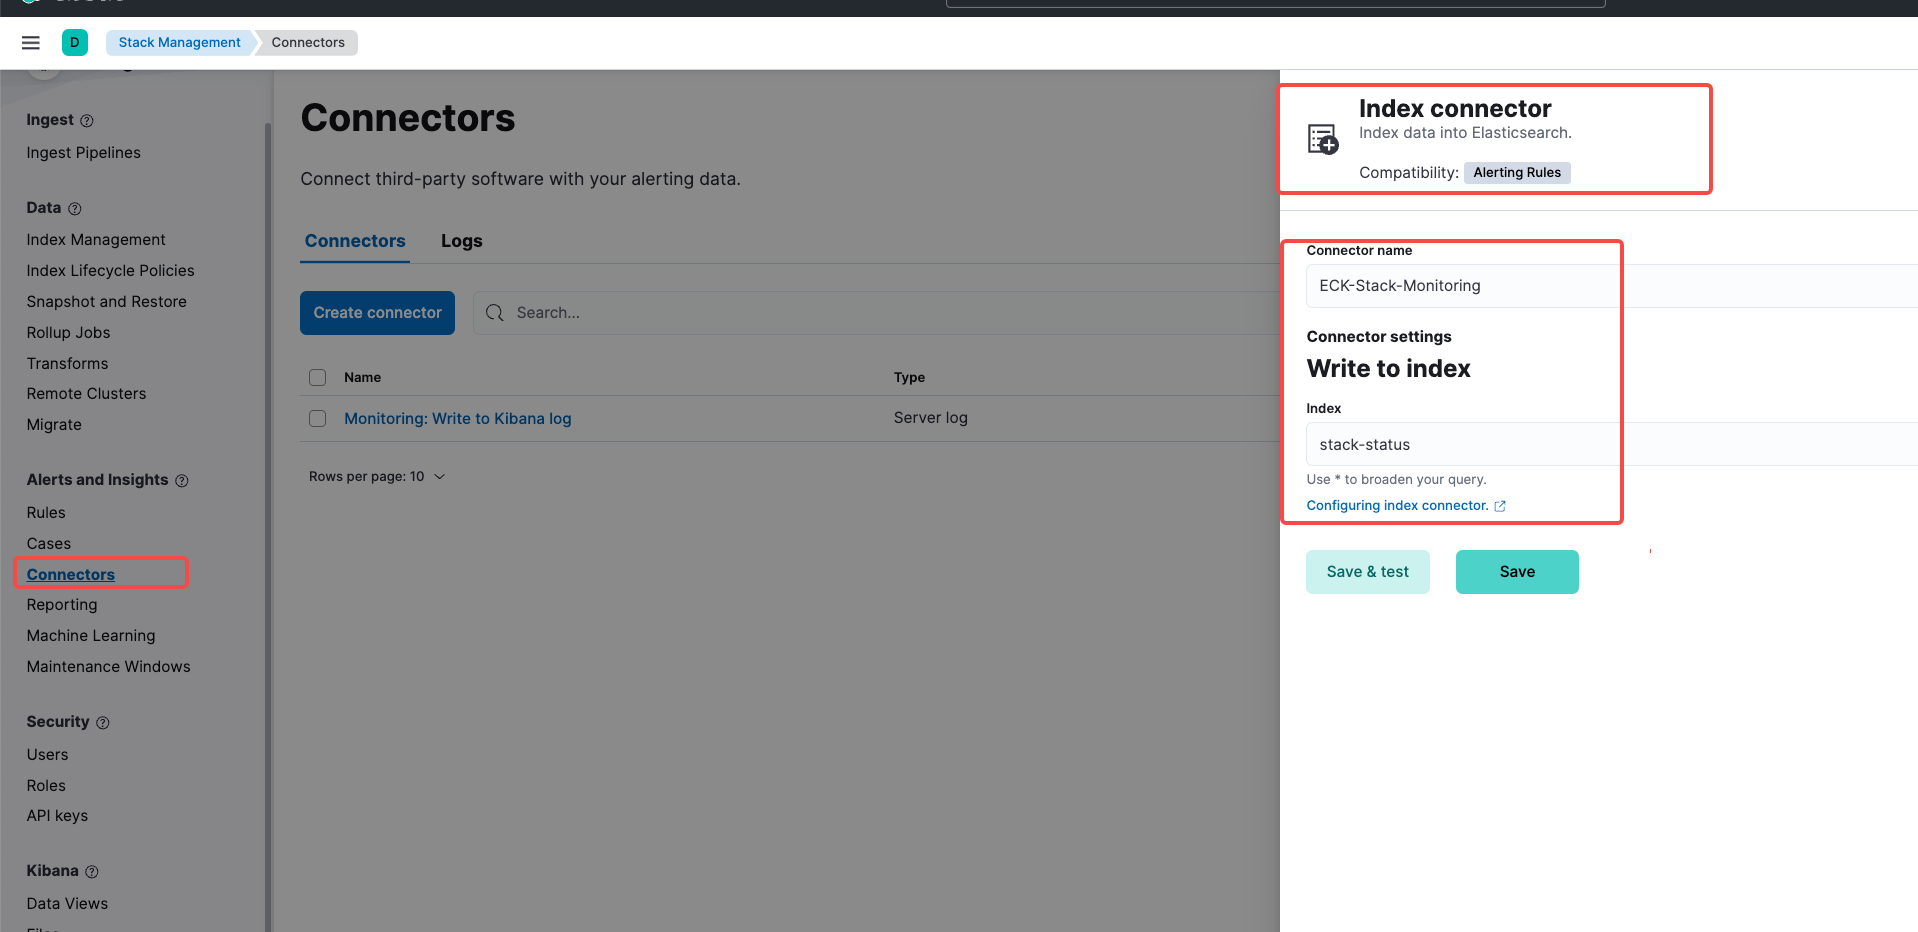 D
Stack Management
Connectors
Ingest
Ingest Pipelines
Data
Index Management
Index Lifecycle Policies
Snapshot and Restore
Rollup Jobs
Transforms
Remote Clusters
Migrate
Alerts and Insights
Rules
Cases
Connectors
Reporting
Machine Learning
Maintenance Windows
Security
Users
Roles
API keys
Kibana
Data Views
Connectors
Connect third-party software with your alerting data.
Connectors Logs
Create connector
Search...
Name Type
Monitoring: Write to Kibana log Server log
Rows per page: 10
Index connector
Index data into Elasticsearch.
Compatibility: Alerting Rules
Connector name
ECK-Stack-Monitoring
Connector settings
Write to index
Index
stack-status
Use * to broaden your query.
Configuring index connector.
Save & test
Save